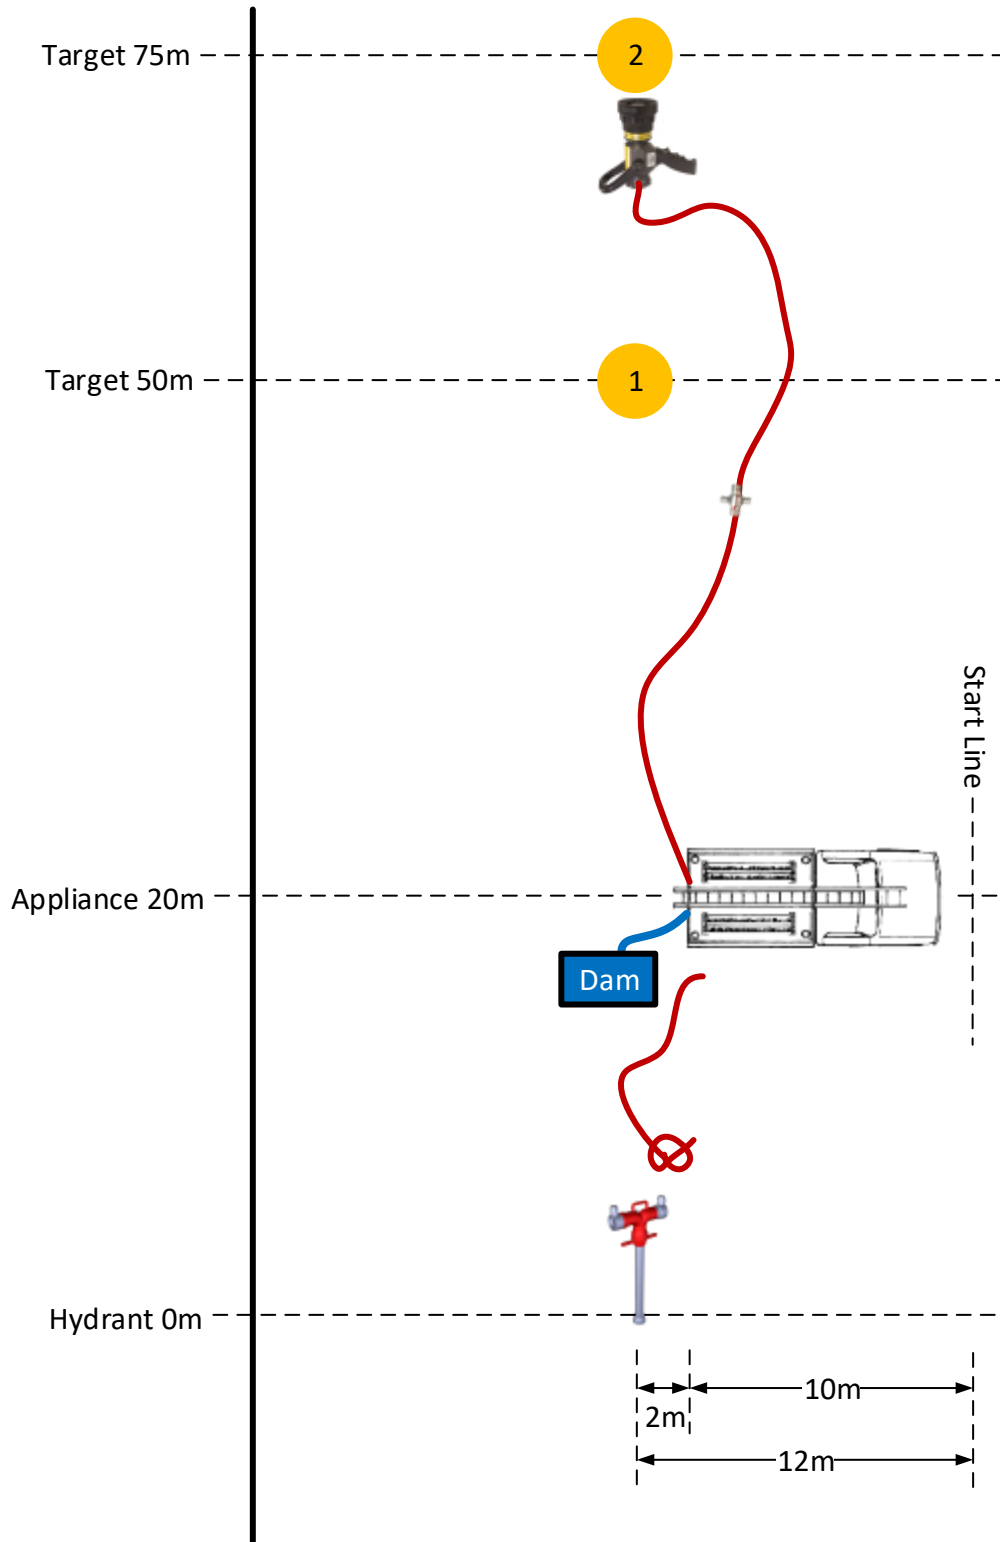 Target 75m
2
Target 50m
1
Start Line
Appliance 20m
Dam
Hydrant 0m
10m
2m
12m